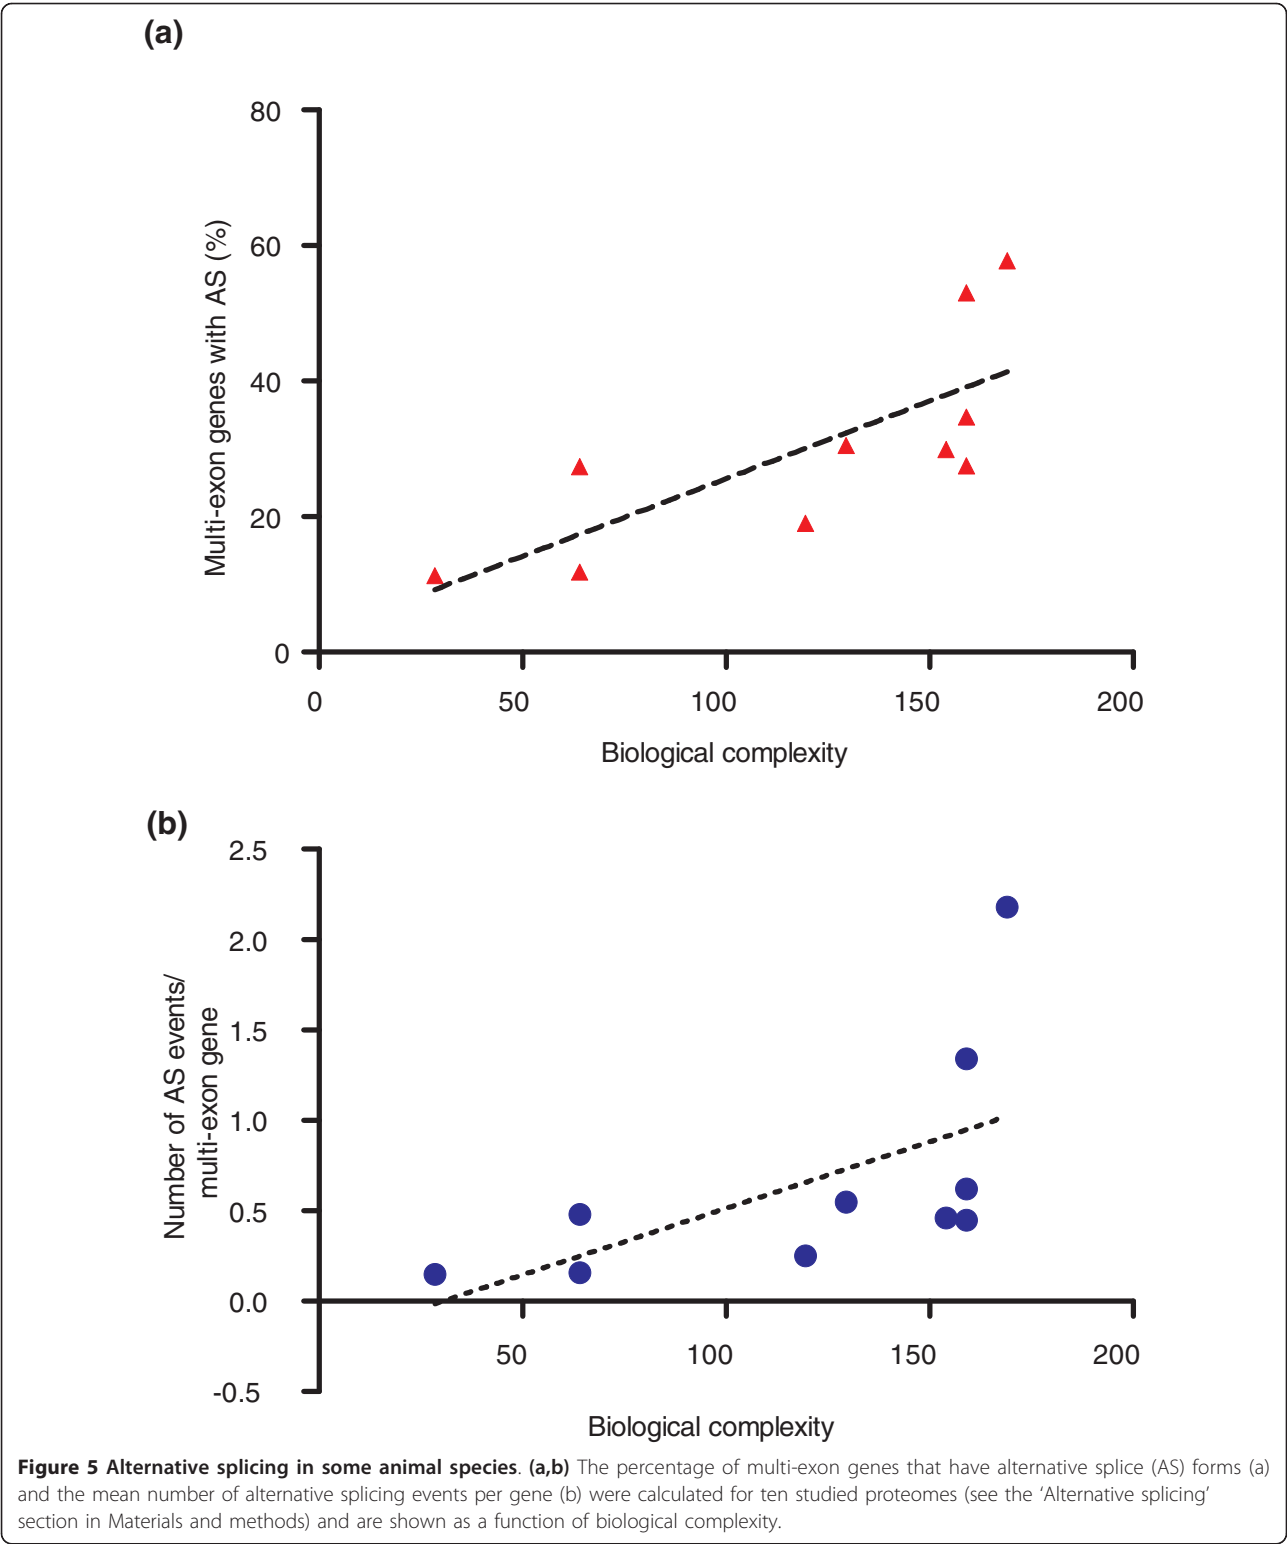 (a)
80
60
40
20
0
Multi-exon genes with AS (%)
0 50 100 150 200
Biological complexity
(b)
2.5
2.0
1.5
1.0
0.5
0.0
-0.5
Number of AS events/
multi-exon gene
50 100 150 200
Biological complexity
Figure 5 Alternative splicing in some animal species. (a,b) The percentage of multi-exon genes that have alternative splice (AS) forms (a)
and the mean number of alternative splicing events per gene (b) were calculated for ten studied proteomes (see the ‘Alternative splicing’
section in Materials and methods) and are shown as a function of biological complexity.